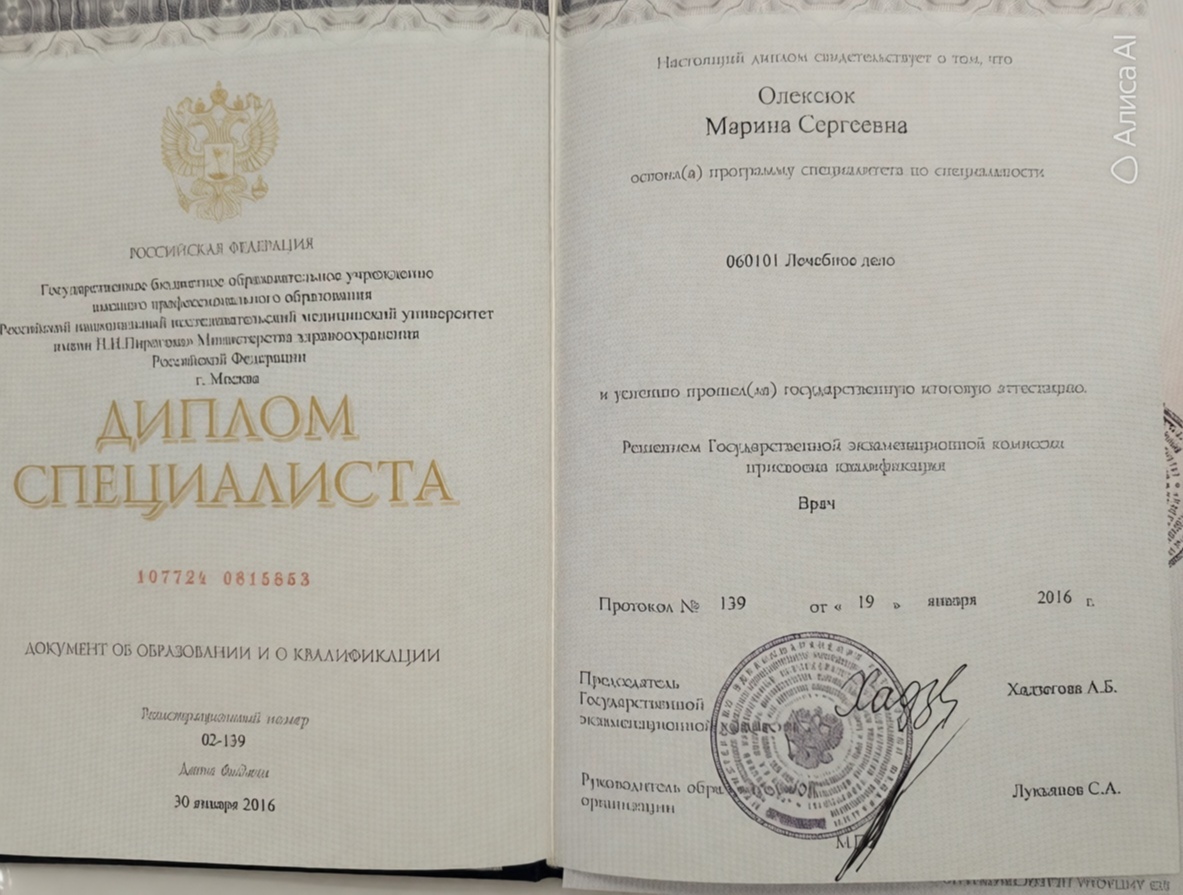 РОССИЙСКАЯ ФЕДЕРАЦИЯ
Государственное бюджетное образовательное учреждение
высшего профессионального образования
Российский национальный исследовательский медицинский университет
имени Н.И.Пирогова» Министерства здравоохранения
Российской Федерации
г. Москва
ДИПЛОМ
СПЕЦИАЛИСТА
107724 0815853
ДОКУМЕНТ ОБ ОБРАЗОВАНИИ И О КВАЛИФИКАЦИИ
Регистрационный номер
02-139
Дата
30 января 2016
Настоящий диплом свидетельствует о том, что
Олексюк
Марина Сергеевна
освоил(а) программу специалитета по специальности
060101 Лечебное дело
и успешно прошел(ла) государственную итоговую аттестацию.
Решением Государственной экзаменационной комиссии
присвоена квалификация
Врач
Протокол № 139 от « 19 » января 2016 г.
Председатель
Государственной
экзаменационной
Хадзегова А.Б.
Руководитель
организации
Лукьянов С.А.
М.П.
Алиса AI